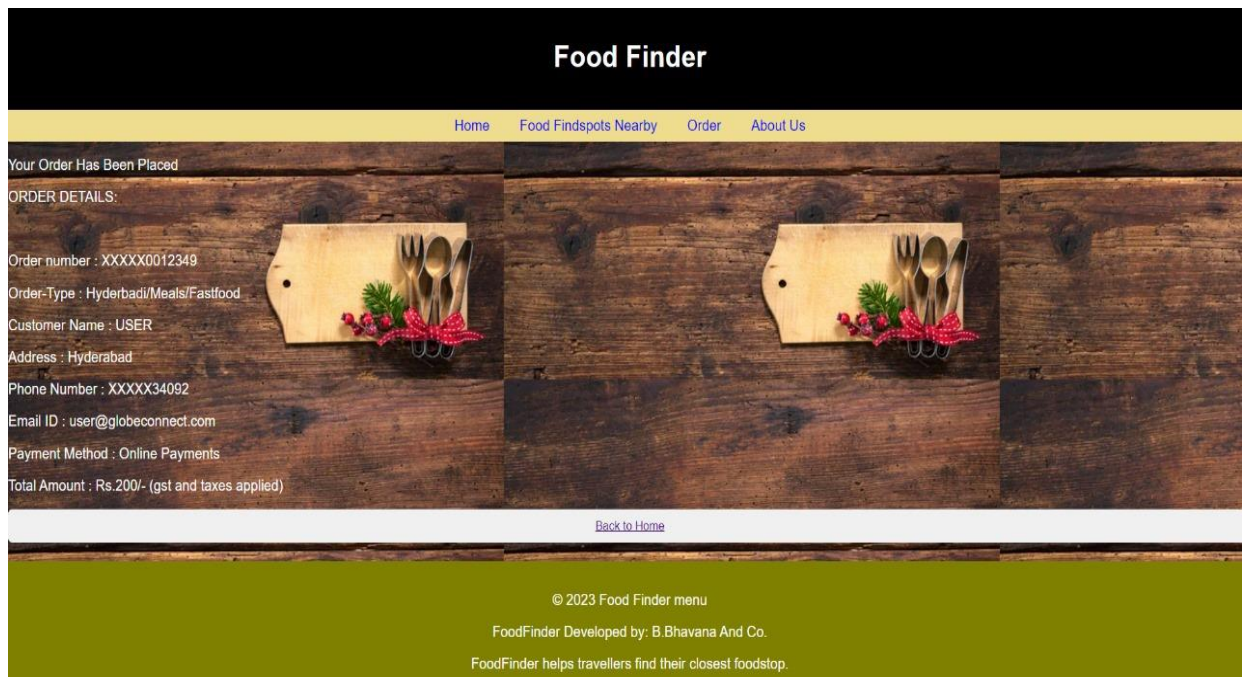 Food Finder
Home Food Findspots Nearby Order About Us
Your Order Has Been Placed
ORDER DETAILS:
Order number : XXXXX0012349
Order-Type : Hyderbadi/Meals/Fastfood
Customer Name : USER
Address : Hyderabad
Phone Number : XXXXX34092
Email ID : user@globeconnect.com
Payment Method : Online Payments
Total Amount : Rs.200/- (gst and taxes applied)
Back to Home
© 2023 Food Finder menu
FoodFinder Developed by: B.Bhavana And Co.
FoodFinder helps travellers find their closest foodstop.